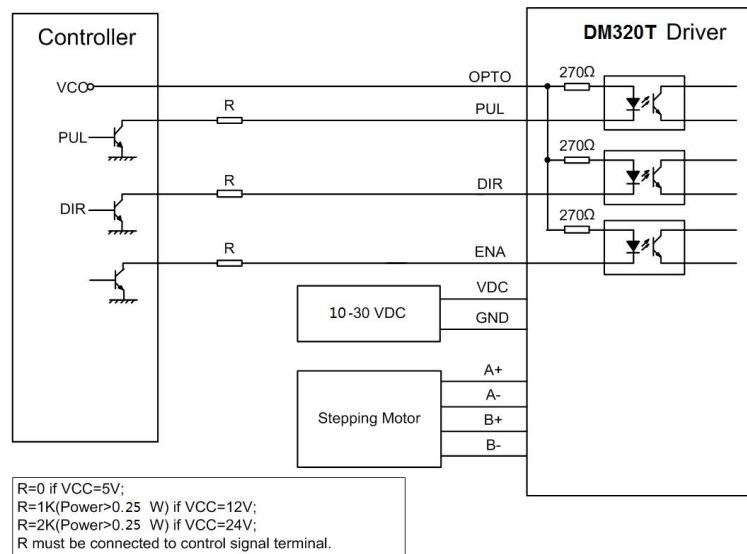 Controller
DM320T Driver
VCC
OPTO
270Ω
R
PUL
PUL
270Ω
R
DIR
DIR
270Ω
R
ENA
VDC
10-30 VDC
GND
A+
A-
Stepping Motor
B+
B-
R=0 if VCC=5V;
R=1K(Power>0.25 W) if VCC=12V;
R=2K(Power>0.25 W) if VCC=24V;
R must be connected to control signal terminal.